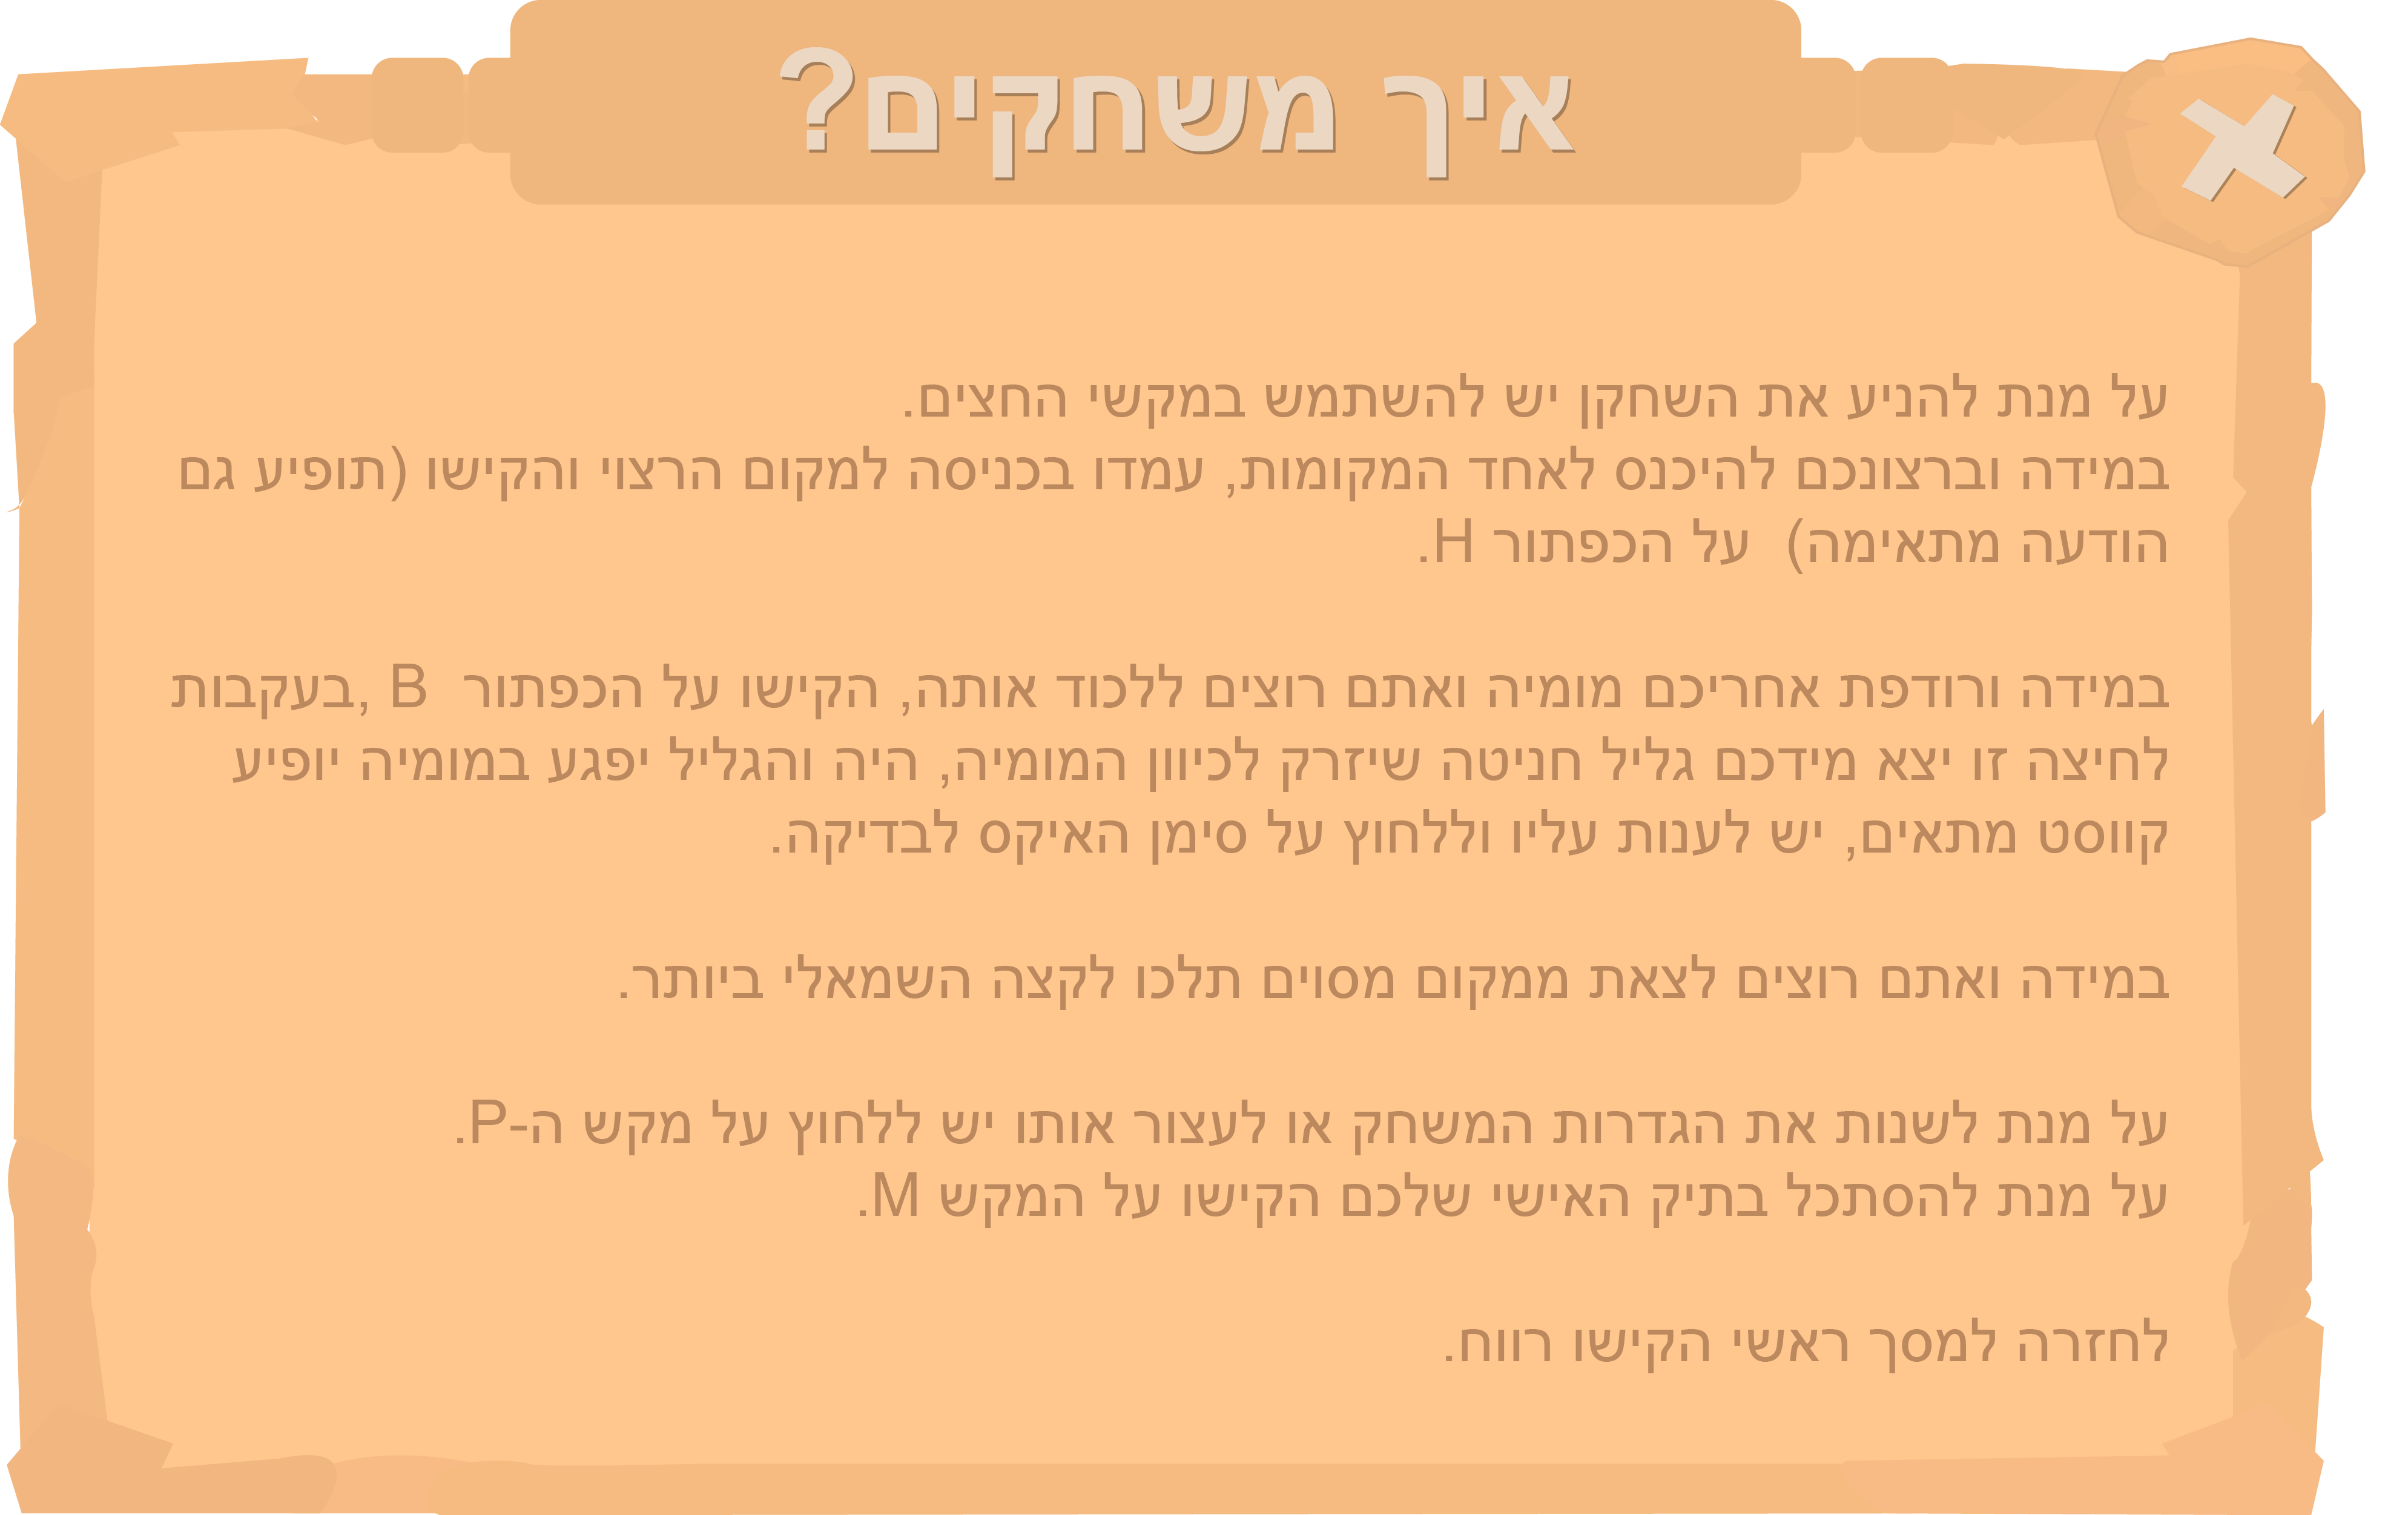 איך משחקים?
על מנת להניע את השחקן יש להשתמש במקשי החצים.
במידה וברצונכם להיכנס לאחד המקומות, עמדו בכניסה למקום הרצוי והקישו (תופיע גם
הודעה מתאימה) על הכפתור H.
במידה ורודפת אחריכם מומיה ואתם רוצים ללכוד אותה, הקישו על הכפתור B ,בעקבות
לחיצה זו יצא מידכם גליל חניטה שיזרק לכיוון המומיה, היה והגליל יפגע במומיה יופיע
קווסט מתאים, יש לענות עליו וללחוץ על סימן האיקס לבדיקה.
במידה ואתם רוצים לצאת ממקום מסוים תלכו לקצה השמאלי ביותר.
על מנת לשנות את הגדרות המשחק או לעצור אותו יש ללחוץ על מקש ה-P.
על מנת להסתכל בתיק האישי שלכם הקישו על המקש M.
לחזרה למסך ראשי הקישו רווח.